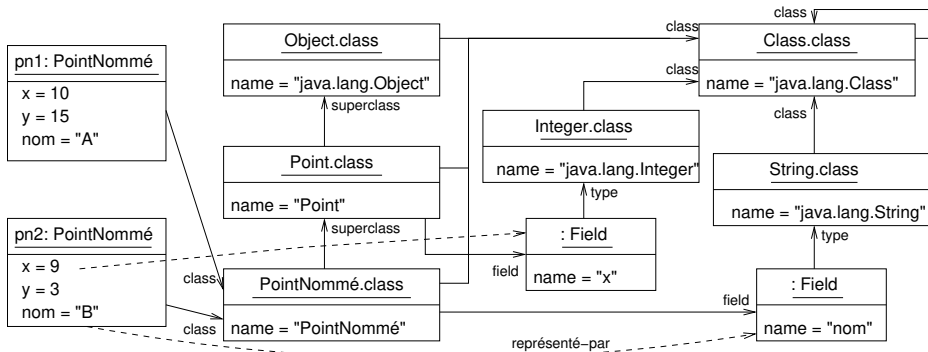 pn1: PointNommé
x = 10
y = 15
nom = "A"
pn2: PointNommé
x = 9
y = 3
nom = "B"
class
class
Object.class
name = "java.lang.Object"
superclass
Point.class
name = "Point"
superclass
PointNommé.class
name = "PointNommé"
class
class
class
Class.class
name = "java.lang.Class"
class
Integer.class
name = "java.lang.Integer"
type
: Field
name = "x"
field
String.class
name = "java.lang.String"
type
: Field
name = "nom"
field
représenté-par